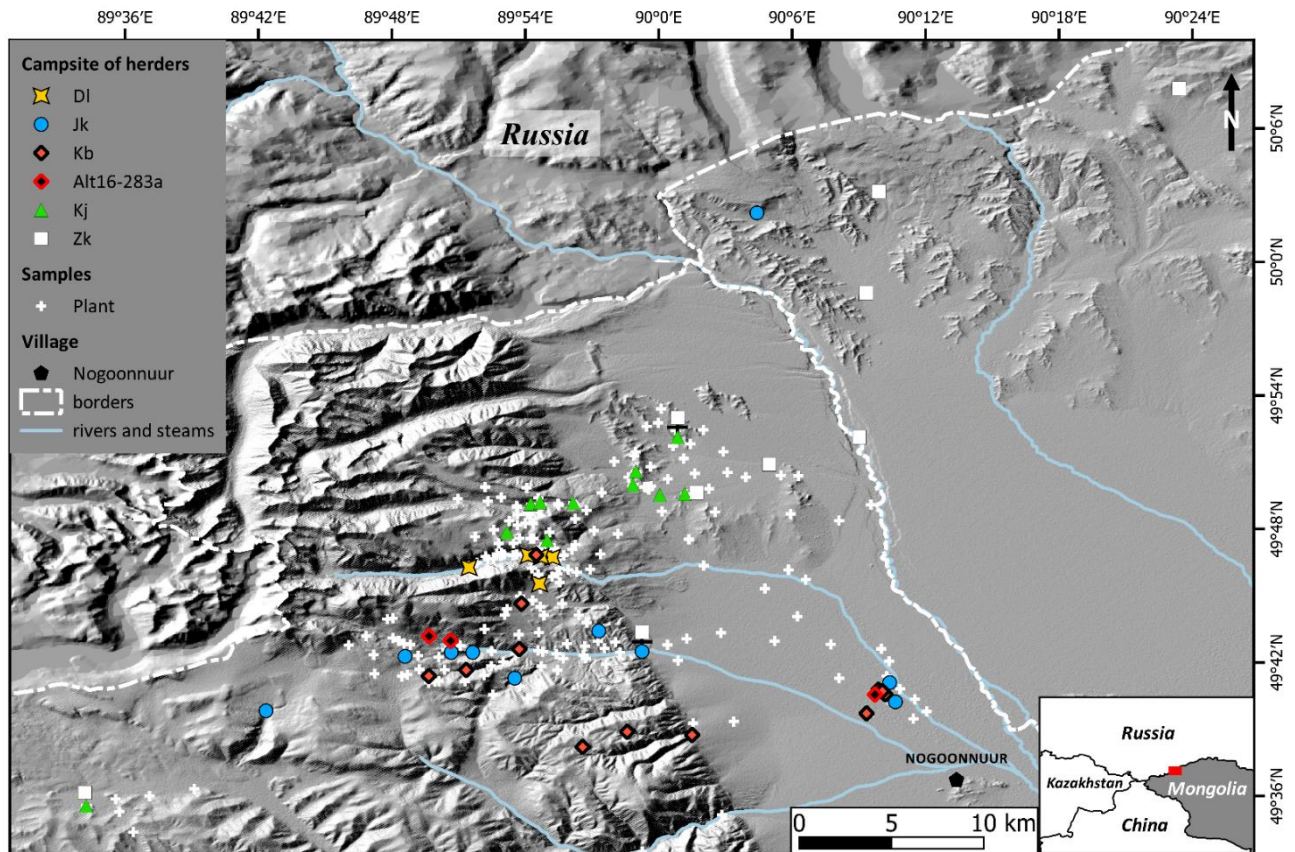 89°36'E 89°42'E 89°48'E 89°54'E 90°0'E 90°6'E 90°12'E 90°18'E 90°24'E
Campsite of herders
Dl
Jk
Kb
Alt16-283a
Kj
Zk
Samples
Plant
Village
Nogoonnuur
borders
rivers and steams
Russia
N
50°6'N
50°0'N
49°54'N
49°48'N
49°42'N
49°36'N
NOGOONNUUR
0 5 10 km
Russia
Kazakhstan
Mongolia
China